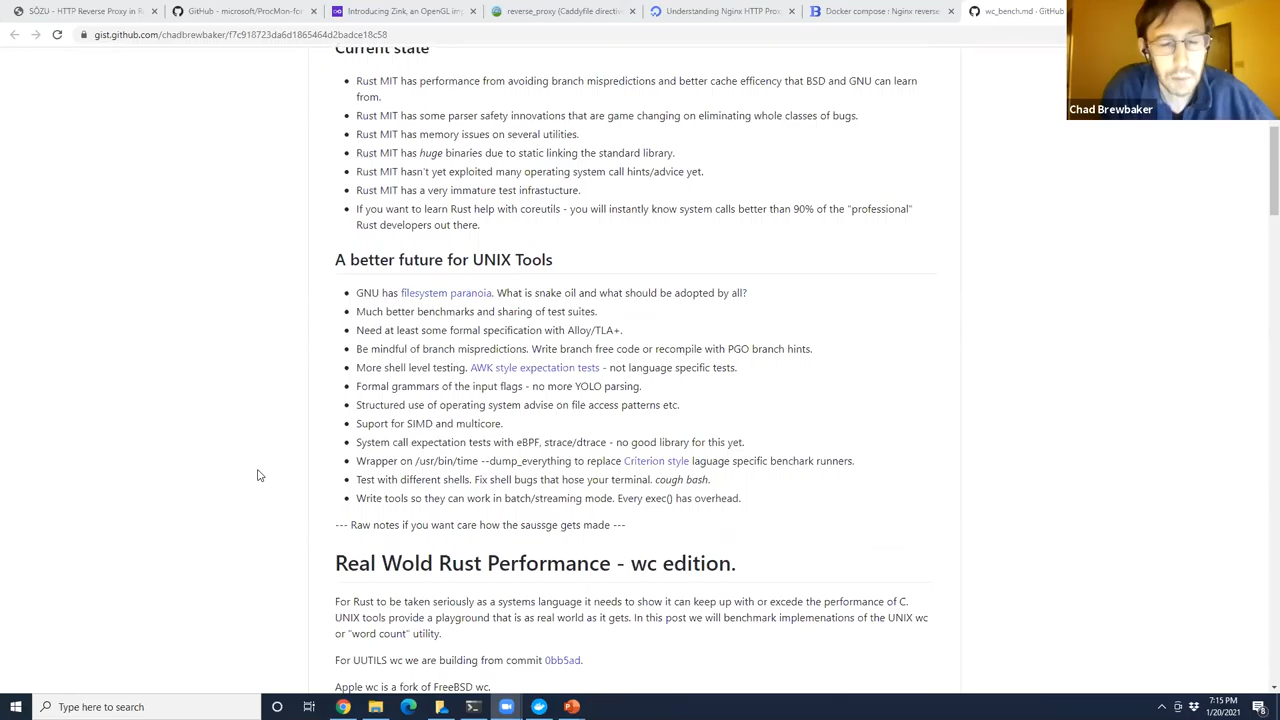 SŌZU - HTTP Reverse Proxy in R
GitHub - microsoft/ProcMon-for
Introducing Zink, an OpenGL im
reverse_proxy (Caddyfile directi
Understanding Nginx HTTP Pro
Docker compose : Nginx reverse
wc_bench.md - GitHub
gist.github.com/chadbrewbaker/f7c918723da6d1865464d2badce18c58
Chad Brewbaker
Current state
Rust MIT has performance from avoiding branch mispredictions and better cache efficency that BSD and GNU can learn
from.
Rust MIT has some parser safety innovations that are game changing on eliminating whole classes of bugs.
Rust MIT has memory issues on several utilities.
Rust MIT has huge binaries due to static linking the standard library.
Rust MIT hasn't yet exploited many operating system call hints/advice yet.
Rust MIT has a very immature test infrastucture.
If you want to learn Rust help with coreutils - you will instantly know system calls better than 90% of the "professional"
Rust developers out there.
A better future for UNIX Tools
GNU has filesystem paranoia. What is snake oil and what should be adopted by all?
Much better benchmarks and sharing of test suites.
Need at least some formal specification with Alloy/TLA+.
Be mindful of branch mispredictions. Write branch free code or recompile with PGO branch hints.
More shell level testing. AWK style expectation tests - not language specific tests.
Formal grammars of the input flags - no more YOLO parsing.
Structured use of operating system advise on file access patterns etc.
Suport for SIMD and multicore.
System call expectation tests with eBPF, strace/dtrace - no good library for this yet.
Wrapper on /usr/bin/time --dump_everything to replace Criterion style laguage specific benchark runners.
Test with different shells. Fix shell bugs that hose your terminal. cough bash.
Write tools so they can work in batch/streaming mode. Every exec() has overhead.
--- Raw notes if you want care how the saussge gets made ---
Real Wold Rust Performance - wc edition.
For Rust to be taken seriously as a systems language it needs to show it can keep up with or excede the performance of C.
UNIX tools provide a playground that is as real world as it gets. In this post we will benchmark implemenations of the UNIX wc
or "word count" utility.
For UUTILS wc we are building from commit 0bb5ad.
Apple wc is a fork of FreeBSD wc.
Type here to search
7:15 PM
1/20/2021
8